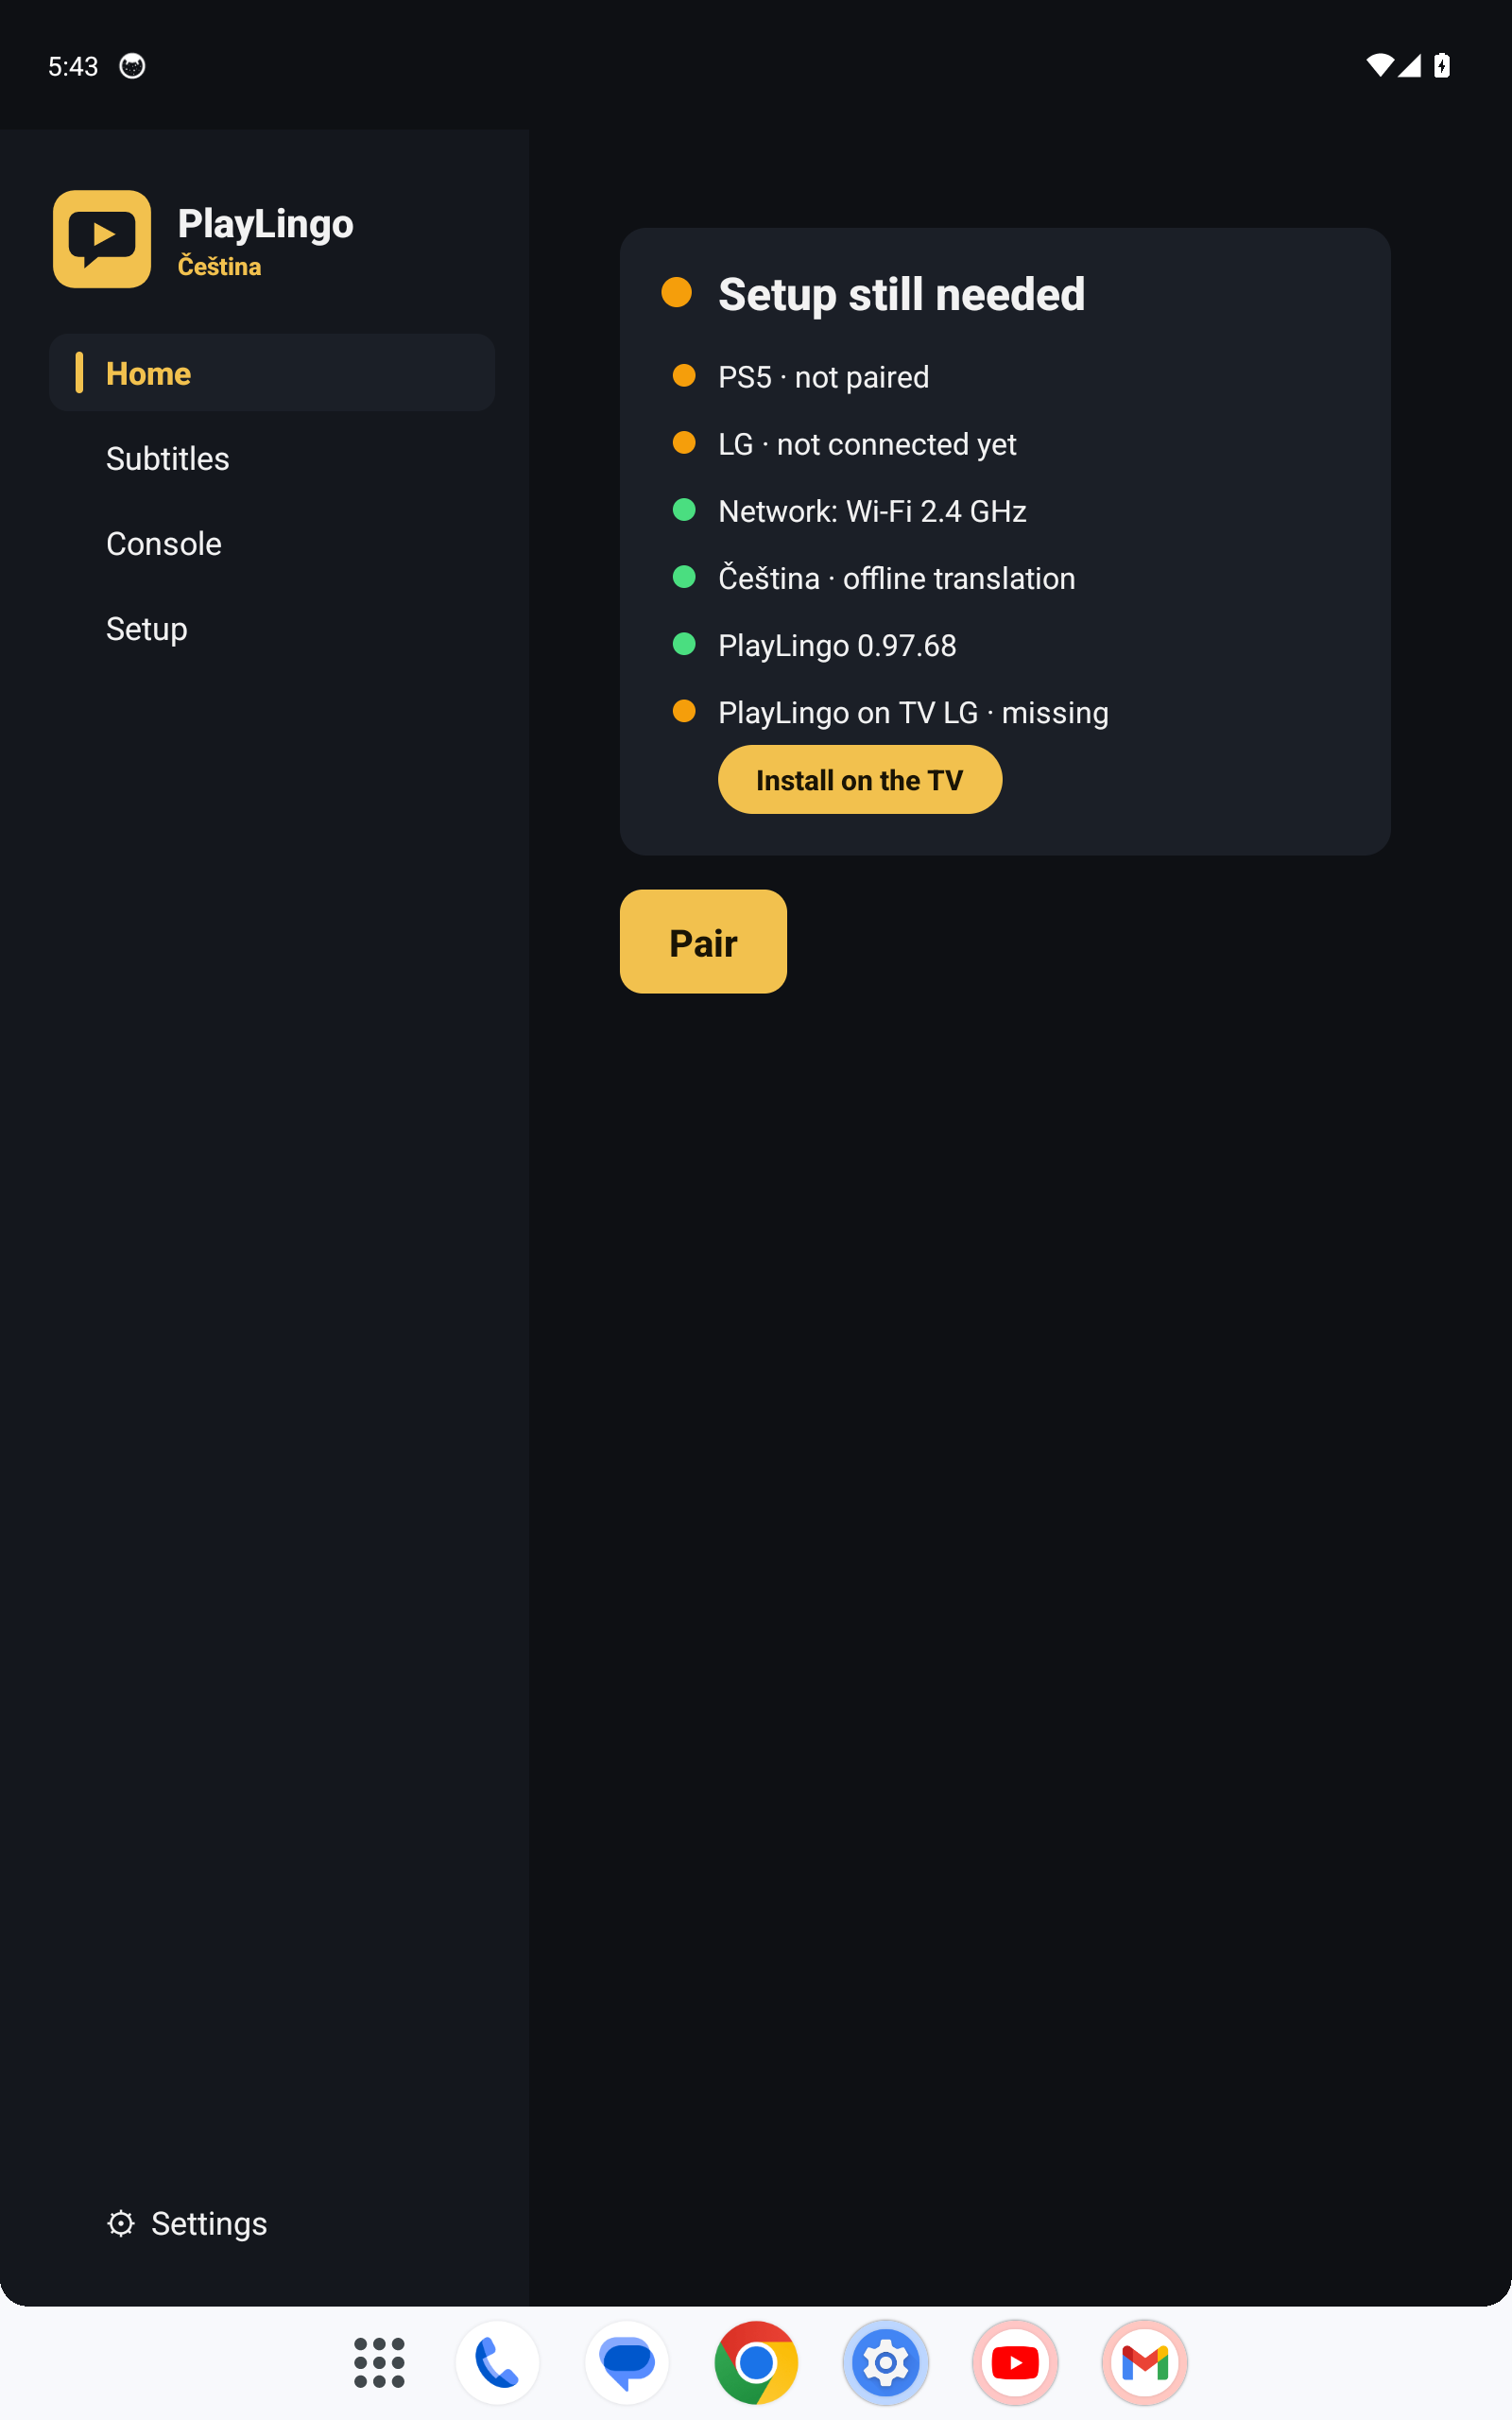 5:43
PlayLingo
Čeština
Home
Subtitles
Console
Setup
Setup still needed
PS5 · not paired
LG · not connected yet
Network: Wi-Fi 2.4 GHz
Čeština · offline translation
PlayLingo 0.97.68
PlayLingo on TV LG · missing
Install on the TV
Pair
Settings